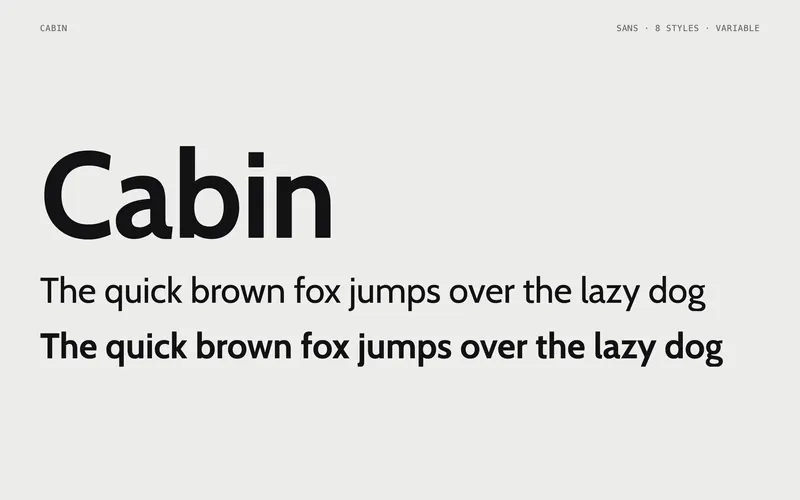 CABIN
SANS · 8 STYLES · VARIABLE
Cabin
The quick brown fox jumps over the lazy dog
The quick brown fox jumps over the lazy dog